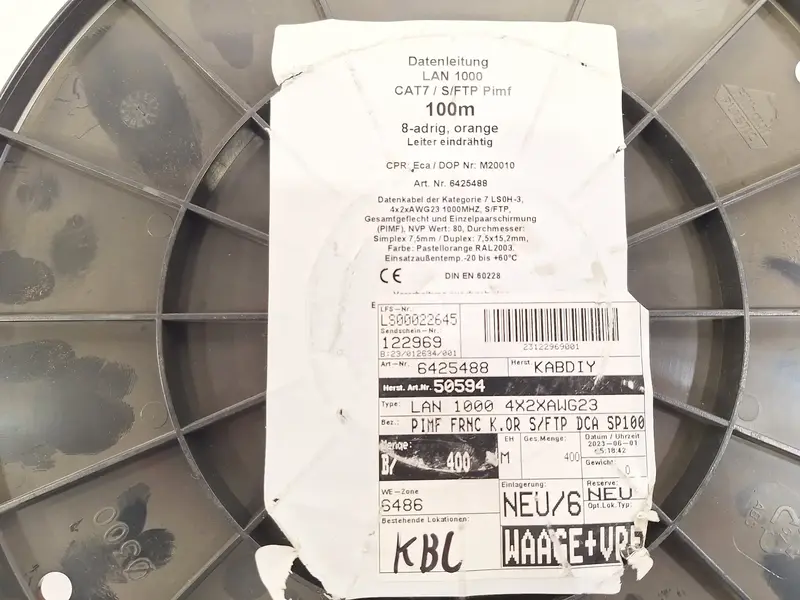 Datenleitung
LAN 1000
CAT7 / S/FTP Pimf
100m
8-adrig, orange
Leiter eindrähtig
CPR: Eca / DOP Nr: M20010
Art. Nr. 6425488
Datenkabel der Kategorie 7 LS0H-3,
4x2xAWG23 1000MHZ, S/FTP,
Gesamtgeflecht und Einzelpaarschirmung
(PIMF), NVP Wert: 80, Durchmesser:
Simplex 7,5mm / Duplex: 7,5x15,2mm,
Farbe: Pastellorange RAL2003,
Einsatzaußentemp.-20 bis +60°C
CE DIN EN 60228
E LFS-Nr.
LS00022645
Sendschein-Nr.
122969
B:23/012634/001
23122969001
Art-Nr. 6425488 Herst. KABDIY
Herst. Art.Nr. 50594
Type: LAN 1000 4X2XAWG23
Bez.: PIMF FRNC K.OR S/FTP DCA SP100
Menge: 400
EH M
Ges.Menge: 400
Datum / Uhrzeit
2023-06-01
15:18:42
Gewicht: 0
WE-Zone
6486
Einlagerung:
NEU/6
Reserve:
NEU
Opt.Lok.Typ:
Bestehende Lokationen:
KBL
WAAGE+VPE